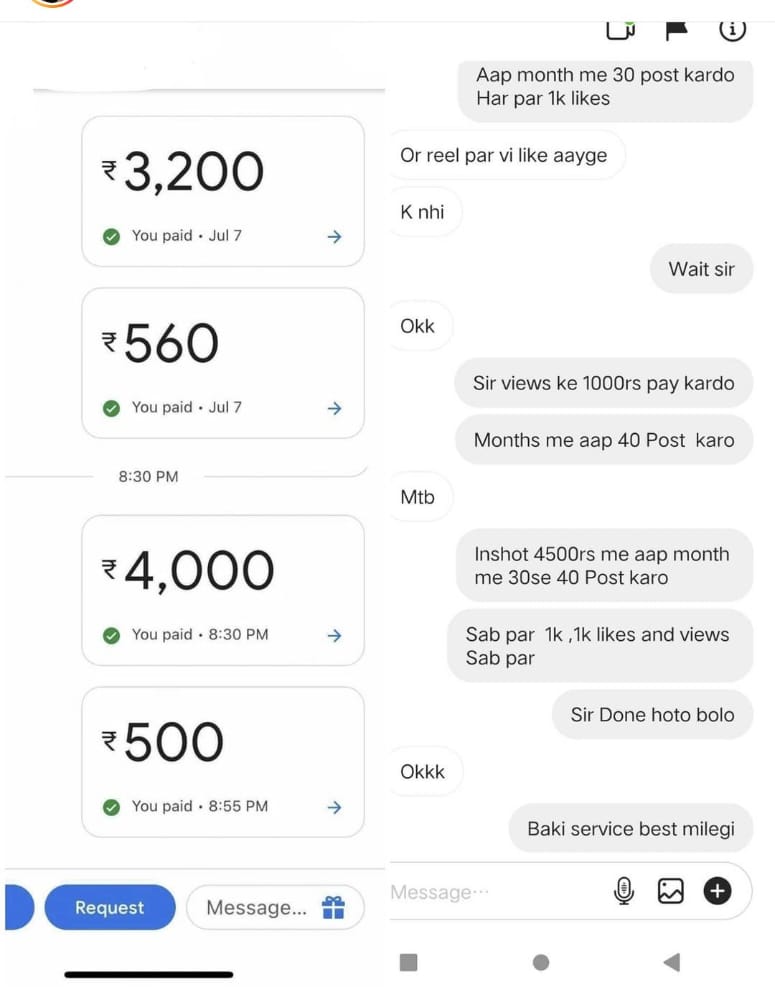 ₹3,200
You paid • Jul 7
₹560
You paid • Jul 7
8:30 PM
₹4,000
You paid • 8:30 PM
₹500
You paid • 8:55 PM
Request
Message...
Aap month me 30 post kardo
Har par 1k likes
Or reel par vi like aayge
K nhi
Wait sir
Okk
Sir views ke 1000rs pay kardo
Months me aap 40 Post karo
Mtb
Inshot 4500rs me aap month
me 30se 40 Post karo
Sab par 1k ,1k likes and views
Sab par
Sir Done hoto bolo
Okkk
Baki service best milegi
Message...